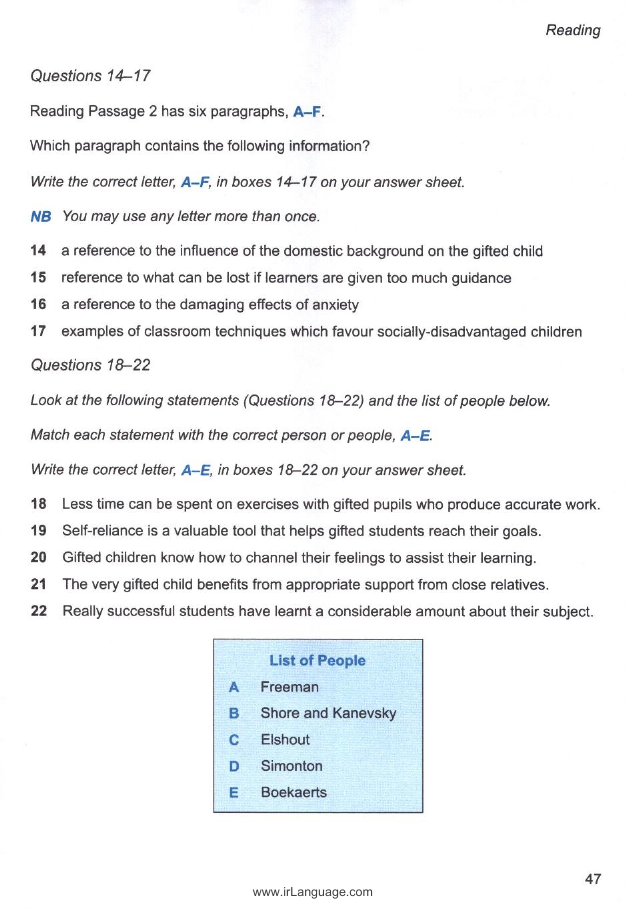 Reading
Questions 14–17
Reading Passage 2 has six paragraphs, A–F.
Which paragraph contains the following information?
Write the correct letter, A–F, in boxes 14–17 on your answer sheet.
NB You may use any letter more than once.
14 a reference to the influence of the domestic background on the gifted child
15 reference to what can be lost if learners are given too much guidance
16 a reference to the damaging effects of anxiety
17 examples of classroom techniques which favour socially-disadvantaged children
Questions 18–22
Look at the following statements (Questions 18–22) and the list of people below.
Match each statement with the correct person or people, A–E.
Write the correct letter, A–E, in boxes 18–22 on your answer sheet.
18 Less time can be spent on exercises with gifted pupils who produce accurate work.
19 Self-reliance is a valuable tool that helps gifted students reach their goals.
20 Gifted children know how to channel their feelings to assist their learning.
21 The very gifted child benefits from appropriate support from close relatives.
22 Really successful students have learnt a considerable amount about their subject.
List of People
A Freeman
B Shore and Kanevsky
C Elshout
D Simonton
E Boekaerts
47
www.irLanguage.com